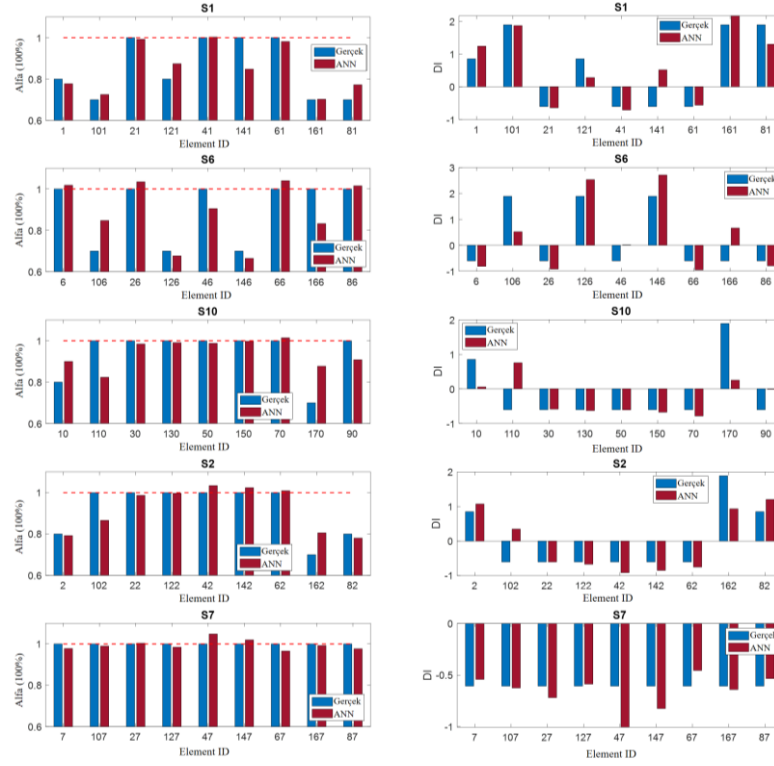 S1
Alfa (100%)
1
0.8
0.6
Gerçek
ANN
1 101 21 121 41 141 61 161 81
Element ID
S1
DI
2
1
0
-1
Gerçek
ANN
1 101 21 121 41 141 61 161 81
Element ID
S6
Alfa (100%)
1
0.8
0.6
Gerçek
ANN
6 106 26 126 46 146 66 166 86
Element ID
S6
DI
3
2
1
0
-1
Gerçek
ANN
6 106 26 126 46 146 66 166 86
Element ID
S10
Alfa (100%)
1
0.8
0.6
Gerçek
ANN
10 110 30 130 50 150 70 170 90
Element ID
S10
DI
2
1
0
-1
Gerçek
ANN
10 110 30 130 50 150 70 170 90
Element ID
S2
Alfa (100%)
1
0.8
0.6
Gerçek
ANN
2 102 22 122 42 142 62 162 82
Element ID
S2
DI
2
1
0
-1
Gerçek
ANN
2 102 22 122 42 142 62 162 82
Element ID
S7
Alfa (100%)
1
0.8
0.6
Gerçek
ANN
7 107 27 127 47 147 67 167 87
Element ID
S7
DI
0
-0.5
-1
Gerçek
ANN
7 107 27 127 47 147 67 167 87
Element ID